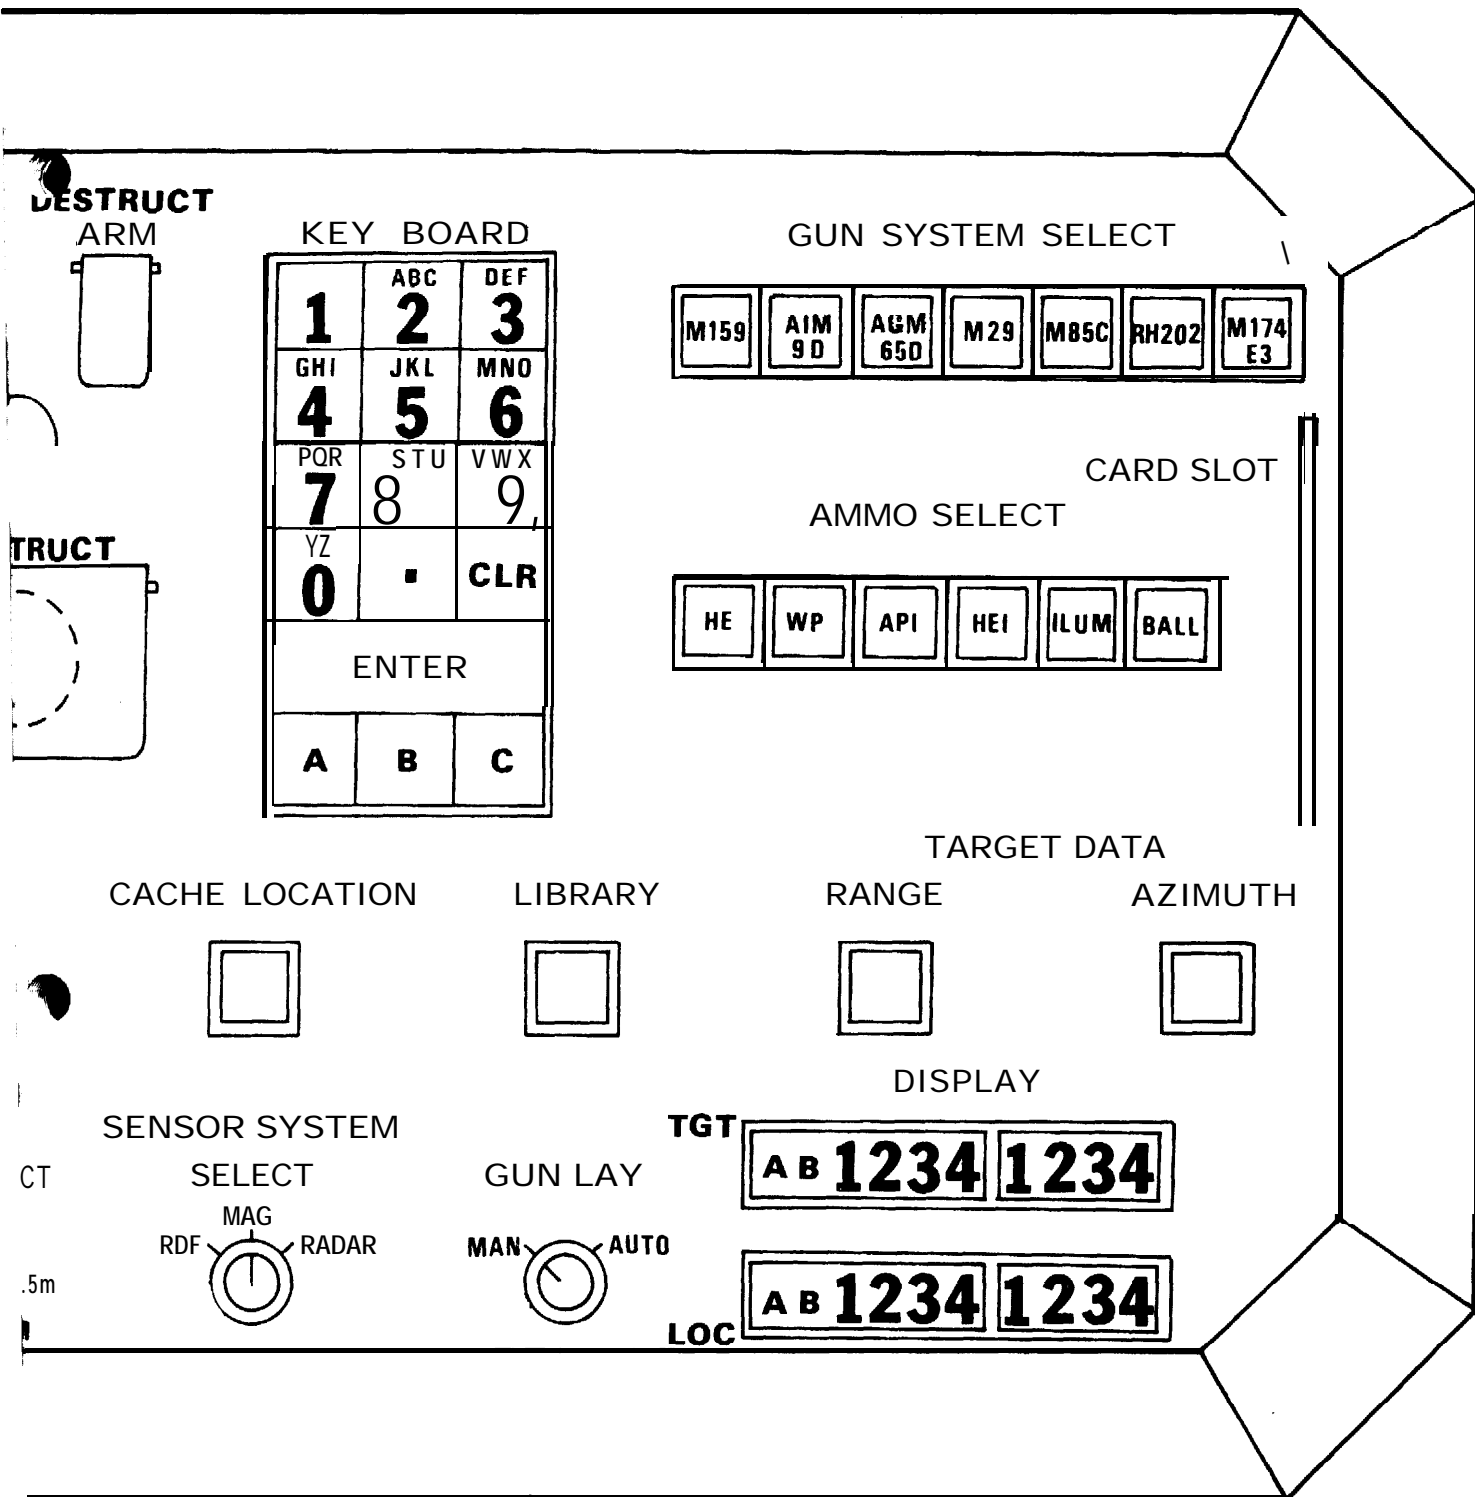 DESTRUCT
ARM
KEY BOARD
1 ABC 2 DEF 3
GHI 4 JKL 5 MNO 6
PQR 7 STU 8 VWX 9
YZ 0 . CLR
ENTER
A B C
GUN SYSTEM SELECT
M159 AIM 9D AGM 65D M29 M85C RH202 M174 E3
CARD SLOT
AMMO SELECT
HE WP API HEI ILUM BALL
TRUCT
TARGET DATA
CACHE LOCATION LIBRARY RANGE AZIMUTH
DISPLAY
SENSOR SYSTEM
SELECT
MAG
RDF RADAR
GUN LAY
MAN AUTO
TGT
AB 1234 1234
AB 1234 1234
LOC
CT
.5m